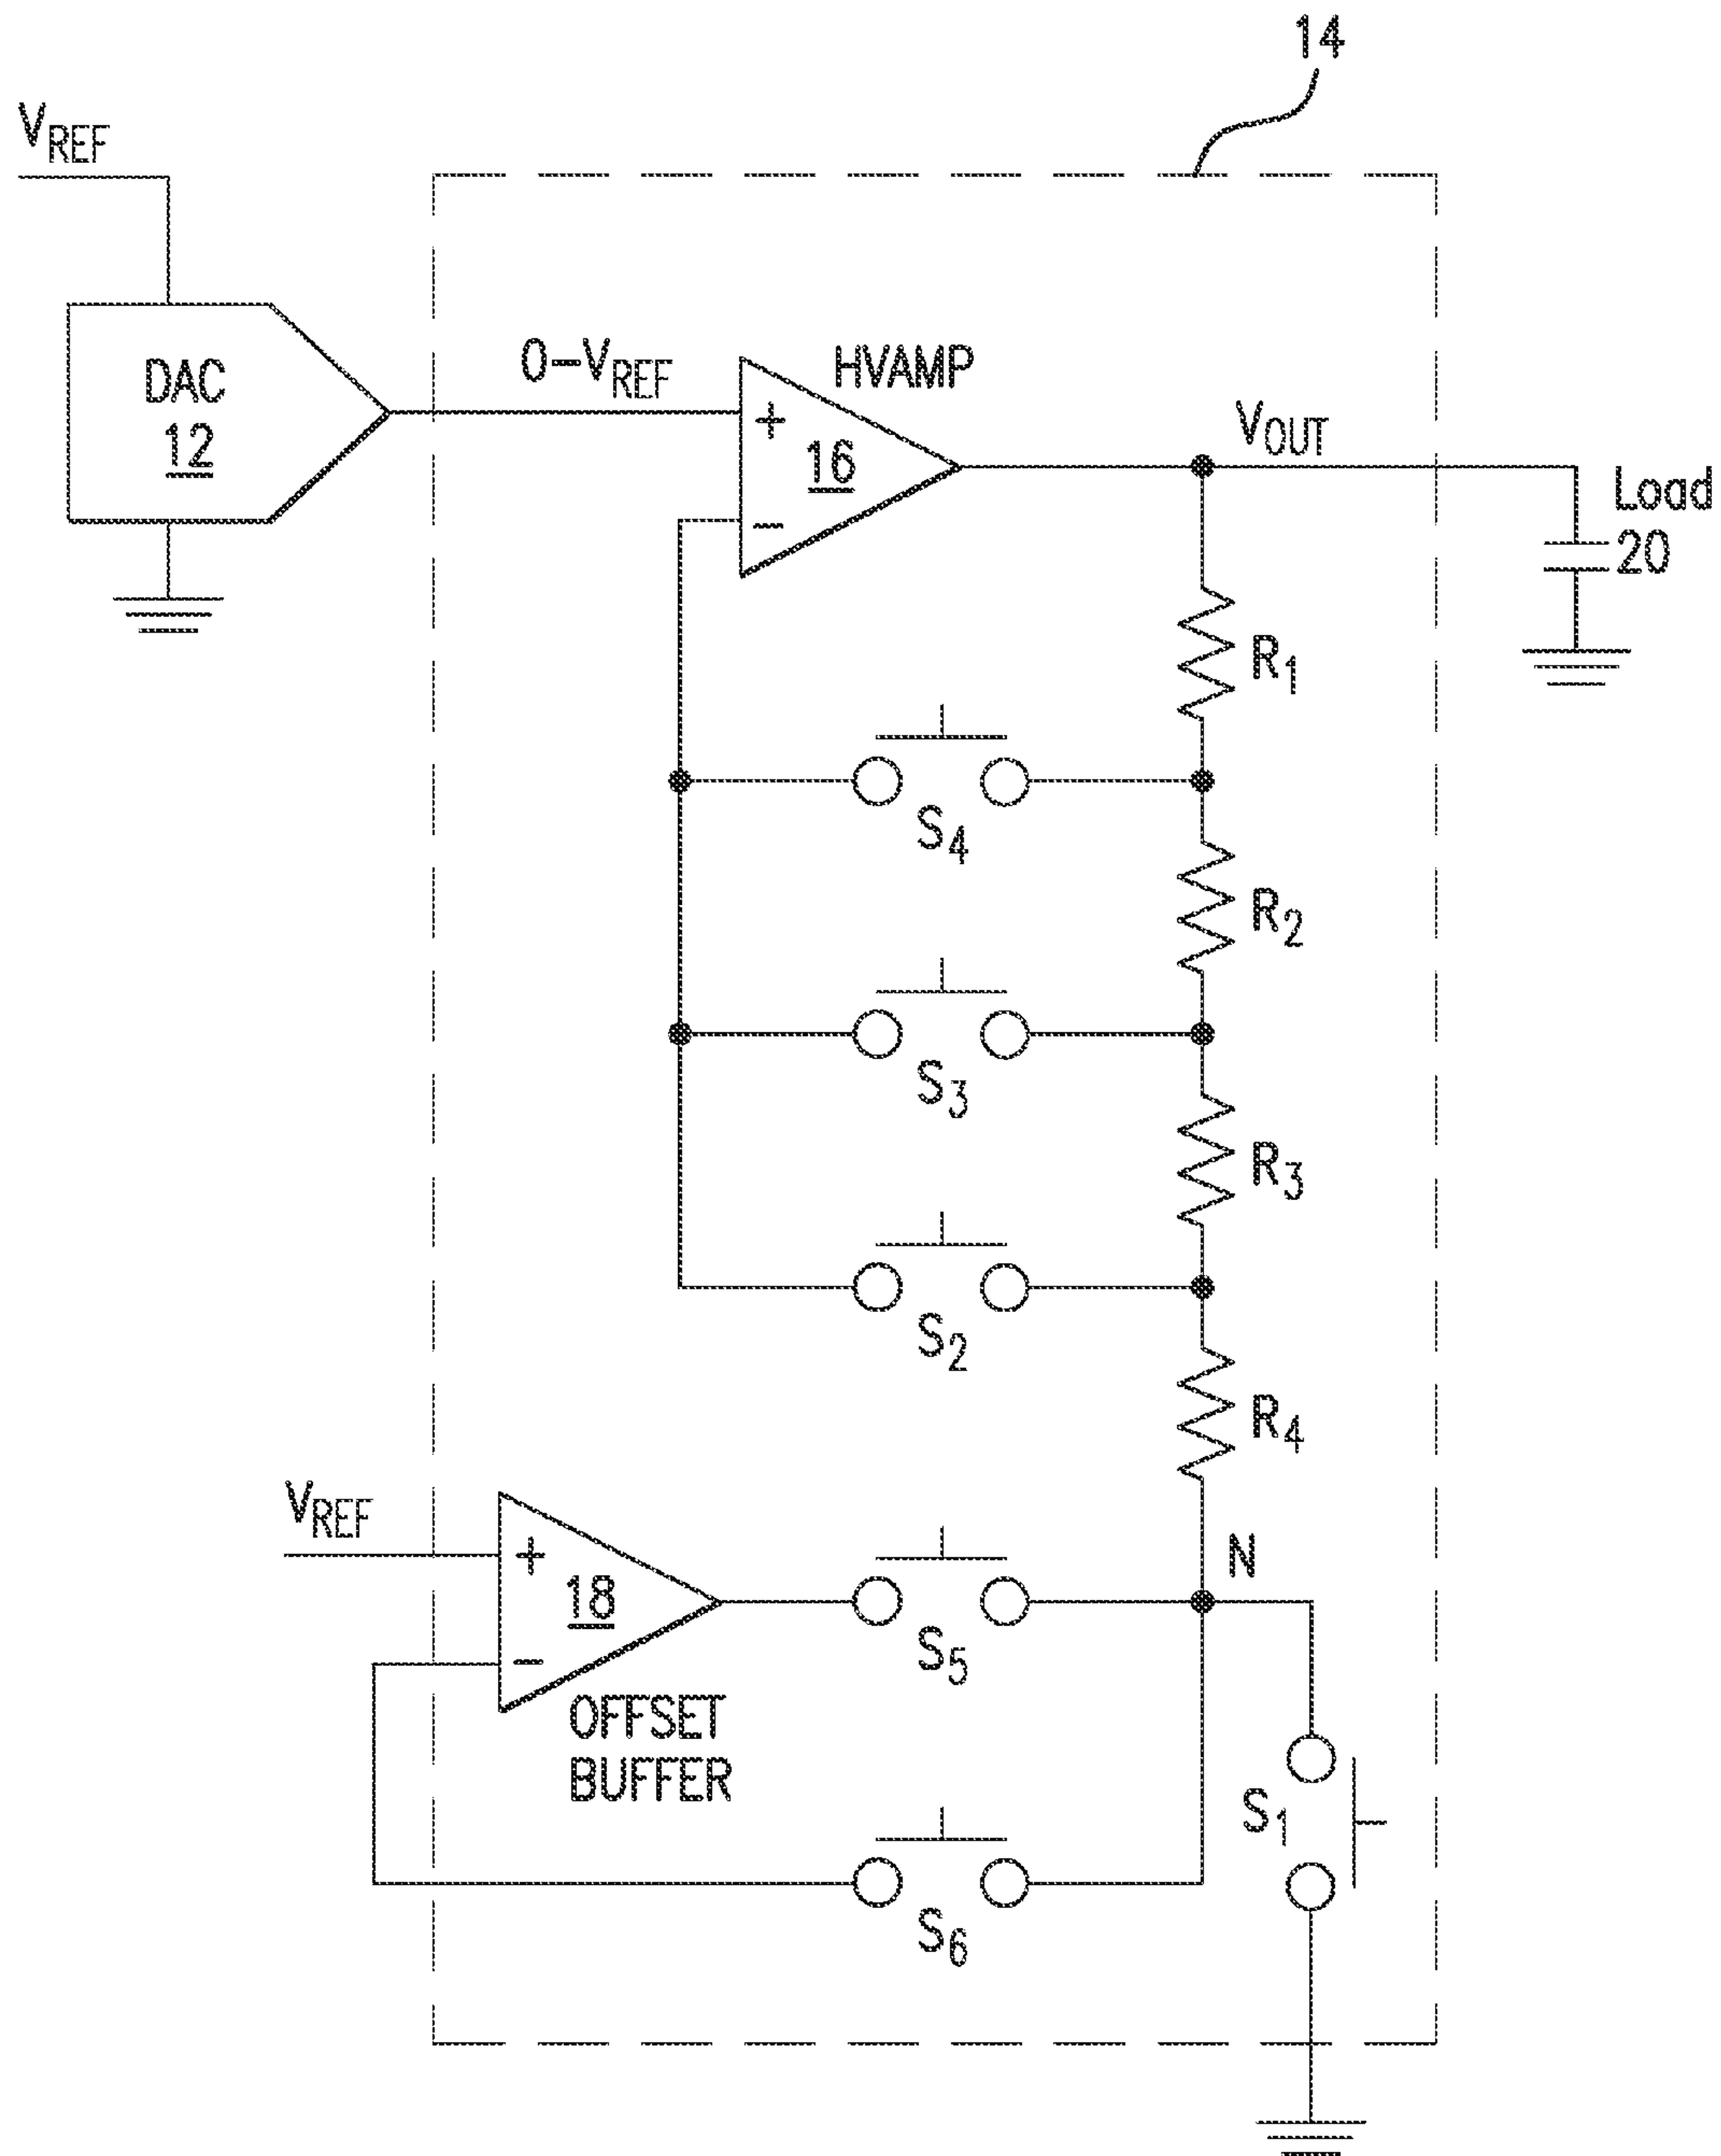 14
VREF
DAC
12
0-VREF
HVAMP
+
16
-
VOUT
Load
20
R1
S4
R2
S3
R3
S2
R4
VREF
+
18
-
OFFSET
BUFFER
S5
N
S1
S6